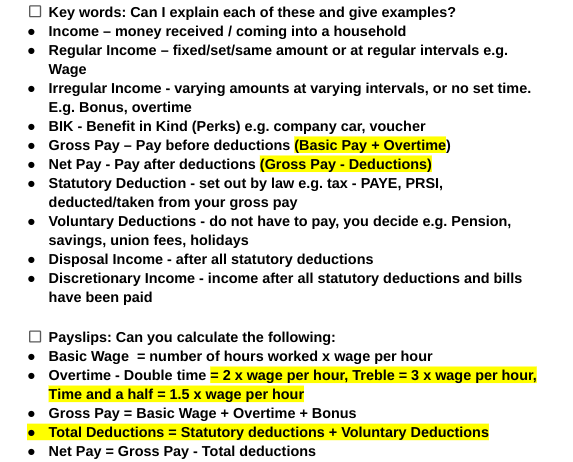 ☐ Key words: Can I explain each of these and give examples?
● Income – money received / coming into a household
● Regular Income – fixed/set/same amount or at regular intervals e.g.
Wage
● Irregular Income - varying amounts at varying intervals, or no set time.
E.g. Bonus, overtime
● BIK - Benefit in Kind (Perks) e.g. company car, voucher
● Gross Pay – Pay before deductions (Basic Pay + Overtime)
● Net Pay - Pay after deductions (Gross Pay - Deductions)
● Statutory Deduction - set out by law e.g. tax - PAYE, PRSI,
deducted/taken from your gross pay
● Voluntary Deductions - do not have to pay, you decide e.g. Pension,
savings, union fees, holidays
● Disposal Income - after all statutory deductions
● Discretionary Income - income after all statutory deductions and bills
have been paid
☐ Payslips: Can you calculate the following:
● Basic Wage  = number of hours worked x wage per hour
● Overtime - Double time = 2 x wage per hour, Treble = 3 x wage per hour,
Time and a half = 1.5 x wage per hour
● Gross Pay = Basic Wage + Overtime + Bonus
● Total Deductions = Statutory deductions + Voluntary Deductions
● Net Pay = Gross Pay - Total deductions